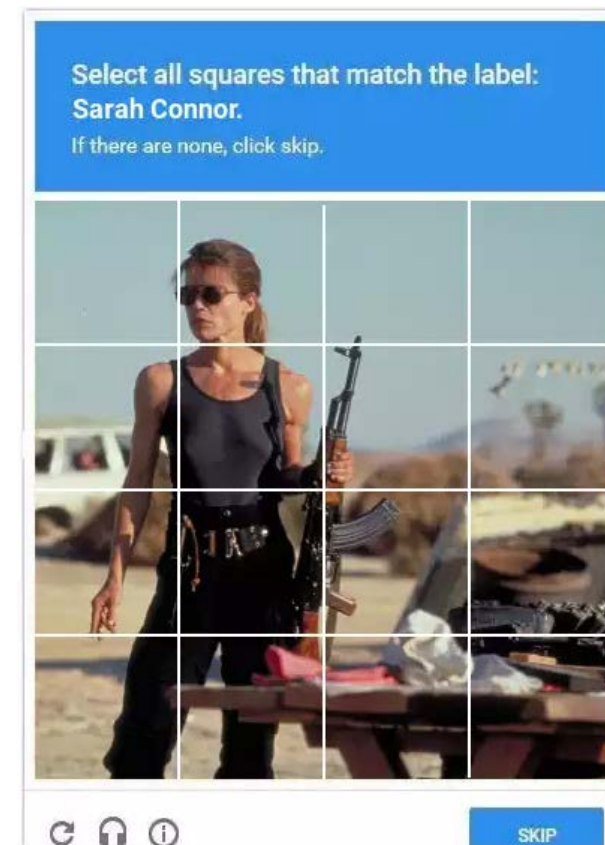 Select all squares that match the label:
Sarah Connor.
If there are none, click skip.
SKIP